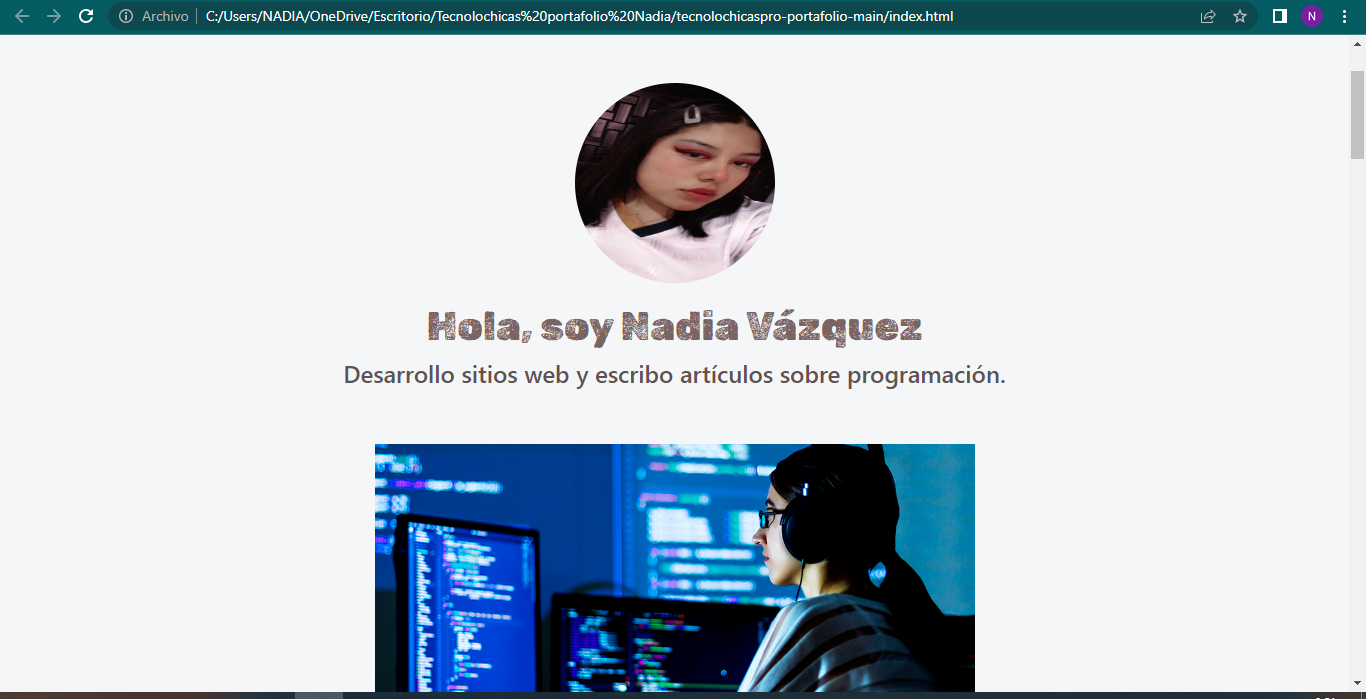 Archivo C:/Users/NADIA/OneDrive/Escritorio/Tecnolochicas%20portafolio%20Nadia/tecnolochicaspro-portafolio-main/index.html
N
Hola, soy Nadia Vázquez
Desarrollo sitios web y escribo artículos sobre programación.